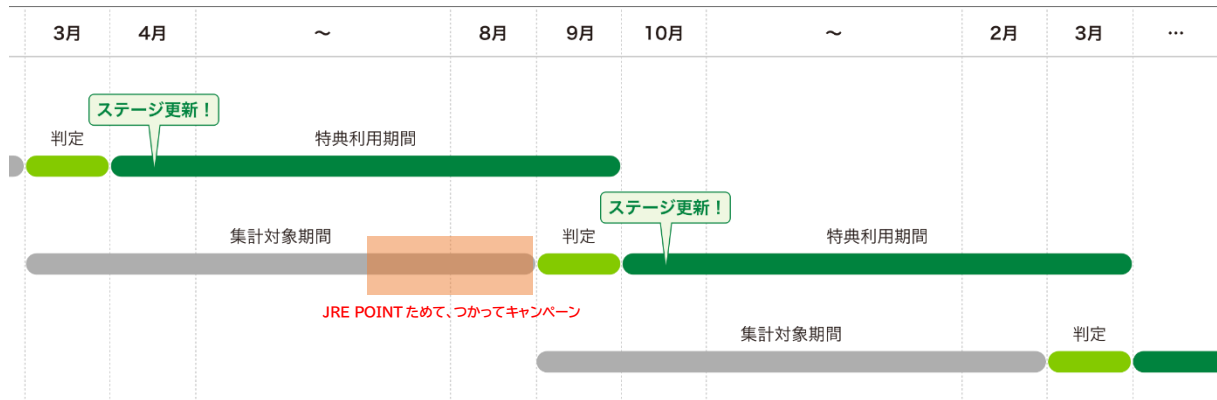 3月 4月 ～ 8月 9月 10月 ～ 2月 3月 …
ステージ更新！
判定 特典利用期間
ステージ更新！
集計対象期間 判定 特典利用期間
JRE POINTためて、つかってキャンペーン
集計対象期間 判定